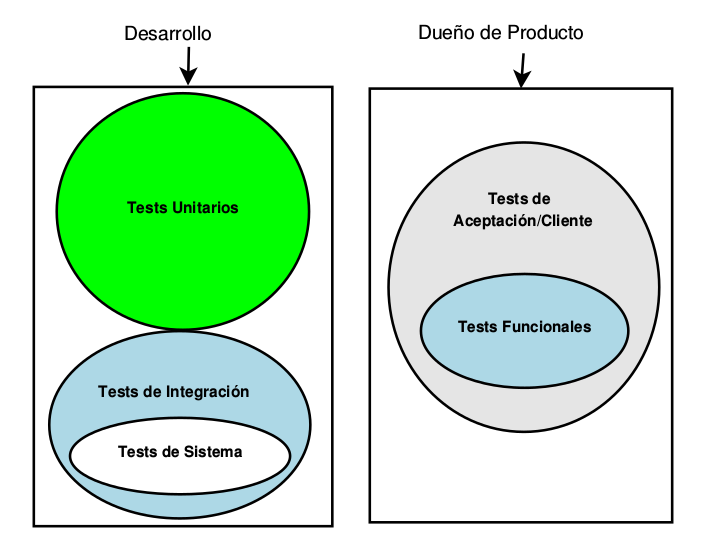 Desarrollo
Tests Unitarios
Tests de Integración
Tests de Sistema
Dueño de Producto
Tests de
Aceptación/Cliente
Tests Funcionales